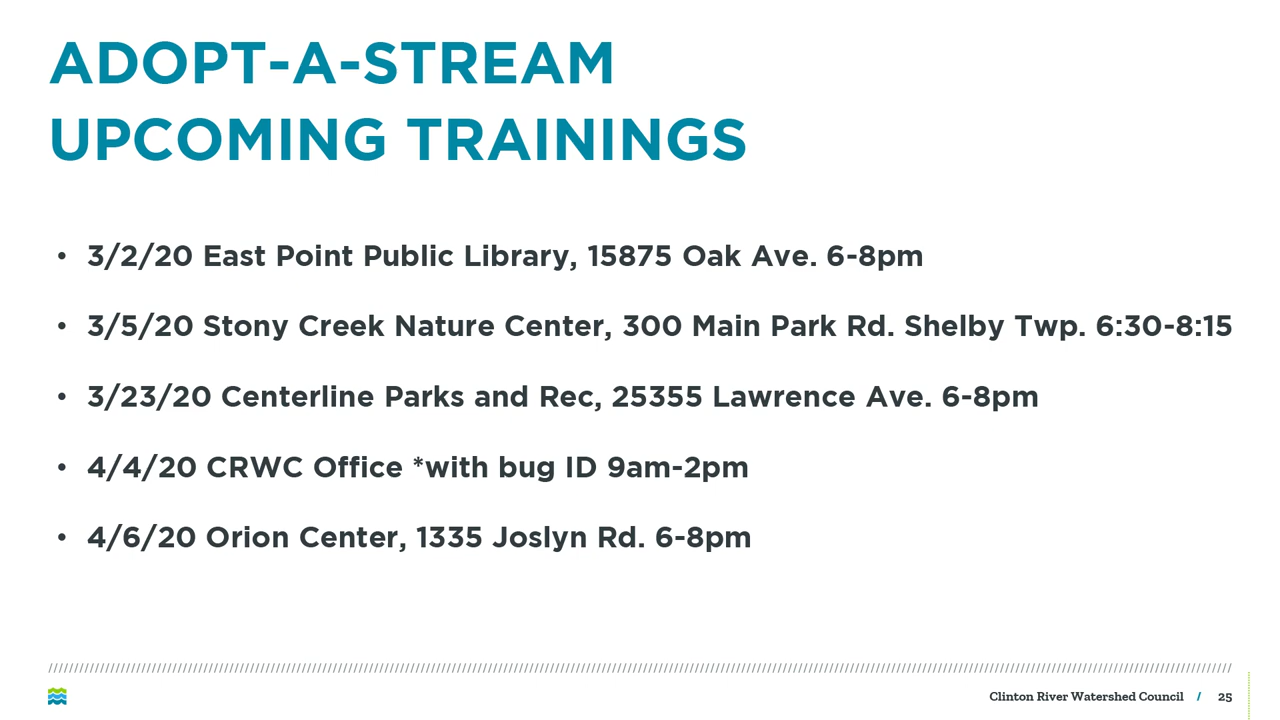 ADOPT-A-STREAM
UPCOMING TRAININGS
• 3/2/20 East Point Public Library, 15875 Oak Ave. 6-8pm
• 3/5/20 Stony Creek Nature Center, 300 Main Park Rd. Shelby Twp. 6:30-8:15
• 3/23/20 Centerline Parks and Rec, 25355 Lawrence Ave. 6-8pm
• 4/4/20 CRWC Office *with bug ID 9am-2pm
• 4/6/20 Orion Center, 1335 Joslyn Rd. 6-8pm
Clinton River Watershed Council / 25